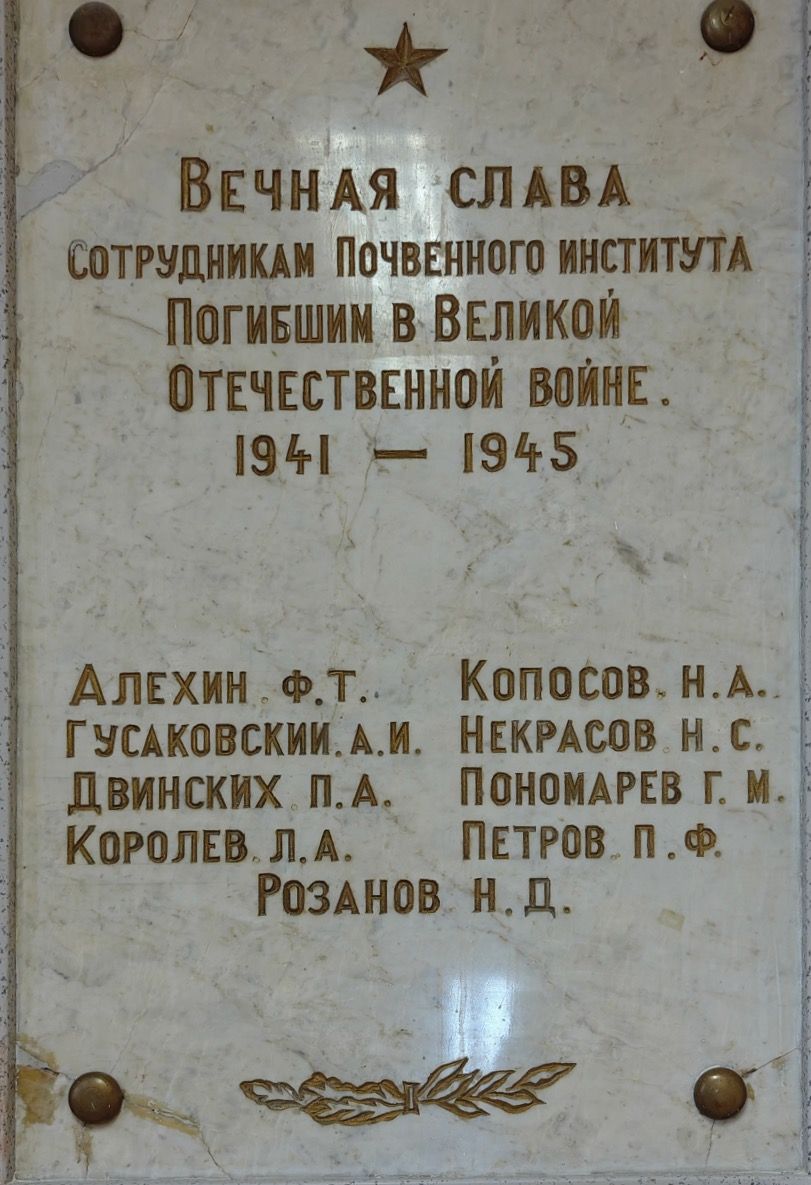 Вечная слава
Сотрудникам Почвенного института
Погибшим в Великой
Отечественной войне.
1941 — 1945
Алехин Ф.Т.
Гусаковский А.И.
Двинских П.А.
Королев Л.А.
Копосов Н.А.
Некрасов Н.С.
Пономарев Г.М.
Петров П.Ф.
Розанов Н.Д.